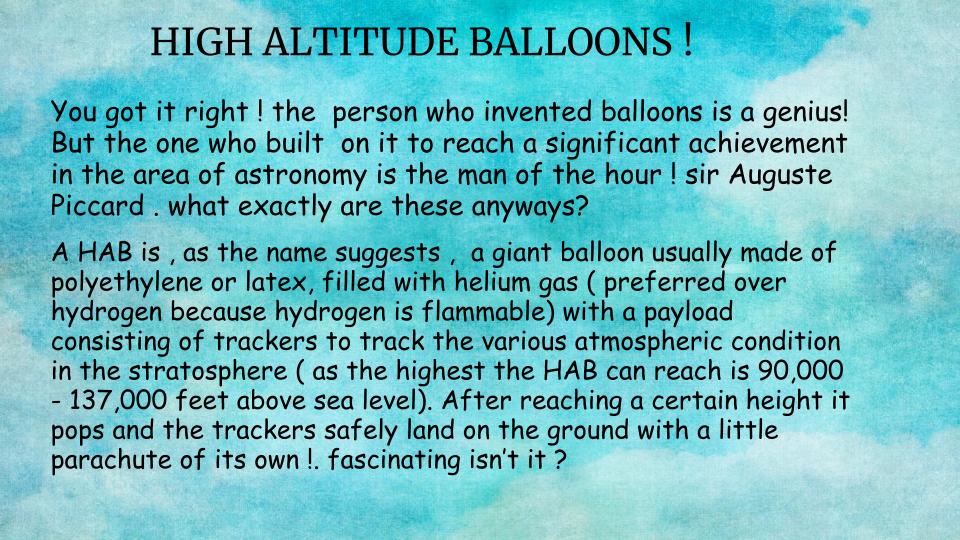 HIGH ALTITUDE BALLOONS !
You got it right ! the  person who invented balloons is a genius!
But the one who built  on it to reach a significant achievement
in the area of astronomy is the man of the hour ! sir Auguste
Piccard . what exactly are these anyways?
A HAB is , as the name suggests ,  a giant balloon usually made of
polyethylene or latex, filled with helium gas ( preferred over
hydrogen because hydrogen is flammable) with a payload
consisting of trackers to track the various atmospheric condition
in the stratosphere ( as the highest the HAB can reach is 90,000
- 137,000 feet above sea level). After reaching a certain height it
pops and the trackers safely land on the ground with a little
parachute of its own !. fascinating isn’t it ?